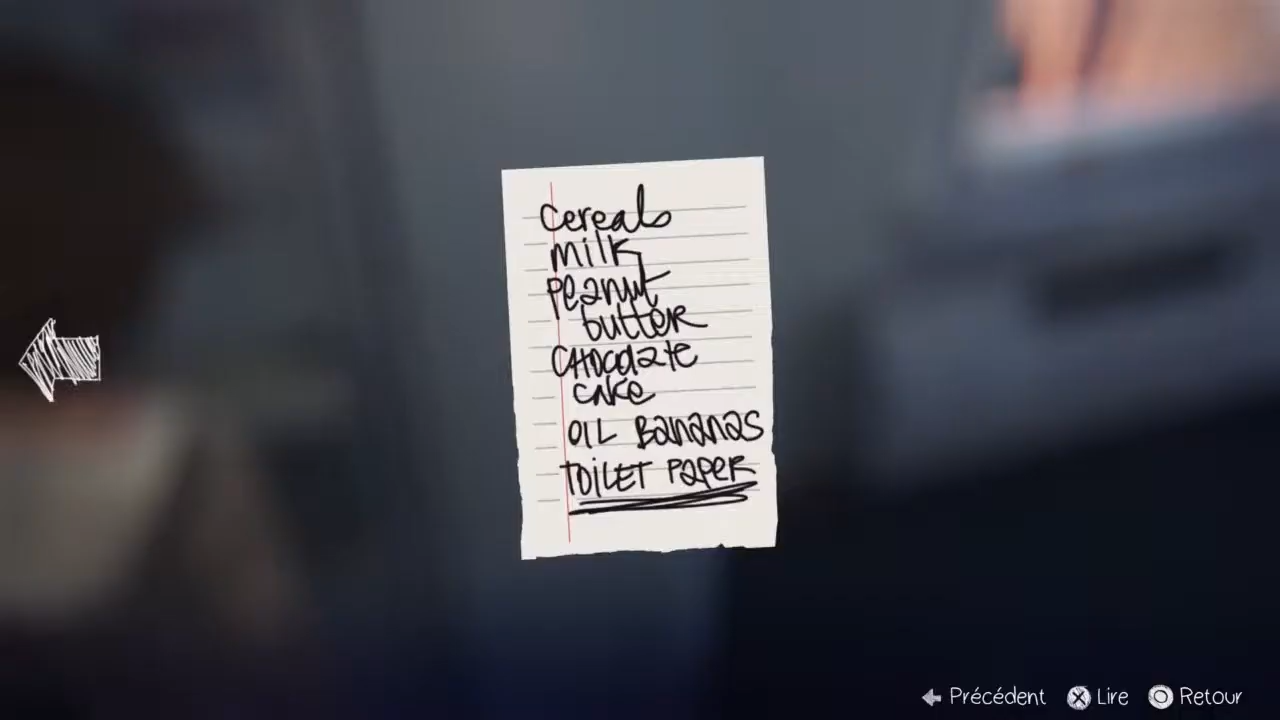 cereals
milk
peanut
butter
CHocolate
cake
OIL Bananas
TOiLET PapeR
Précédent Lire Retour